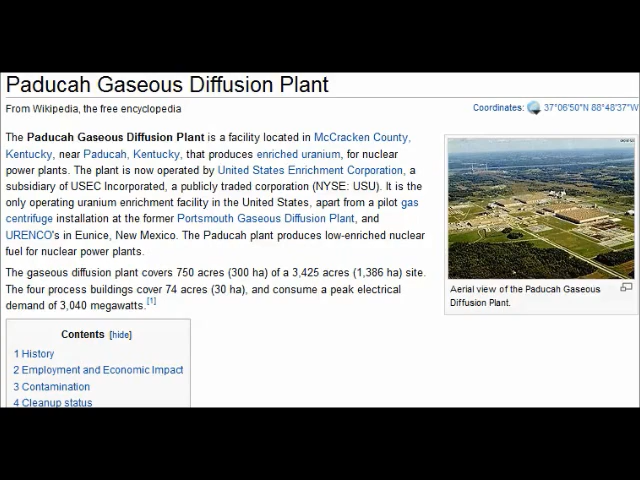 Paducah Gaseous Diffusion Plant
From Wikipedia, the free encyclopedia
Coordinates: 37°06′50″N 88°48′37″W
The Paducah Gaseous Diffusion Plant is a facility located in McCracken County,
Kentucky, near Paducah, Kentucky, that produces enriched uranium, for nuclear
power plants. The plant is now operated by United States Enrichment Corporation, a
subsidiary of USEC Incorporated, a publicly traded corporation (NYSE: USU). It is the
only operating uranium enrichment facility in the United States, apart from a pilot gas
centrifuge installation at the former Portsmouth Gaseous Diffusion Plant, and
URENCO's in Eunice, New Mexico. The Paducah plant produces low-enriched nuclear
fuel for nuclear power plants.
The gaseous diffusion plant covers 750 acres (300 ha) of a 3,425 acres (1,386 ha) site.
The four process buildings cover 74 acres (30 ha), and consume a peak electrical
demand of 3,040 megawatts.[1]
Aerial view of the Paducah Gaseous
Diffusion Plant.
Contents [hide]
1 History
2 Employment and Economic Impact
3 Contamination
4 Cleanup status